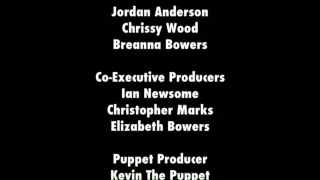 Jordan Anderson
Chrissy Wood
Breanna Bowers
Co-Executive Producers
Ian Newsome
Christopher Marks
Elizabeth Bowers
Puppet Producer
Kevin The Puppet